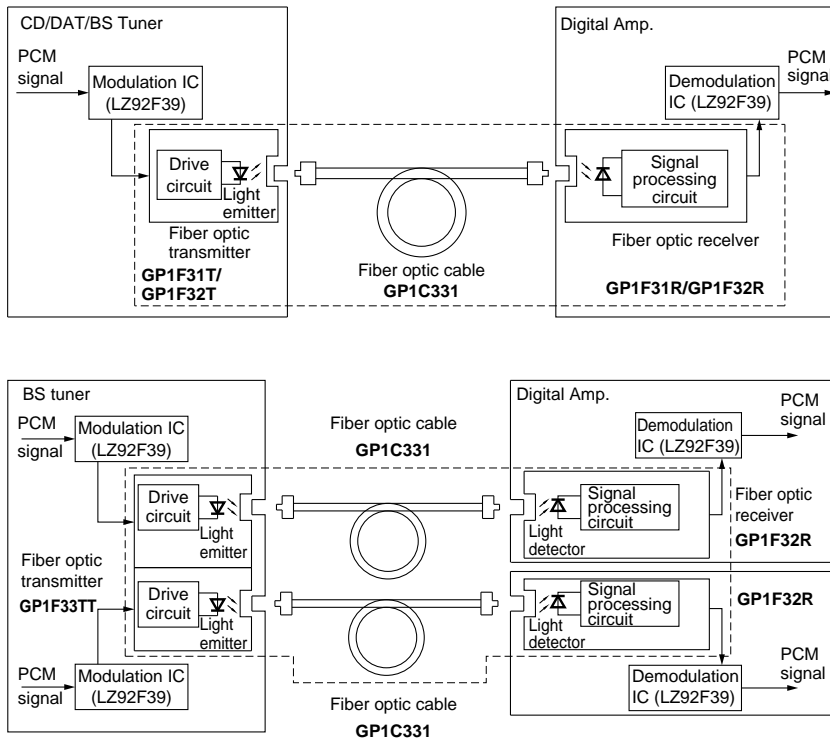 CD/DAT/BS Tuner
Digital Amp.
PCM
signal
Modulation IC
(LZ92F39)
Demodulation
IC (LZ92F39)
PCM
signal
Drive
circuit
Light
emitter
Signal
processing
circuit
Fiber optic
transmitter
GP1F31T/
GP1F32T
Fiber optic cable
GP1C331
Fiber optic recelver
GP1F31R/GP1F32R
BS tuner
Digital Amp.
PCM
signal
Modulation IC
(LZ92F39)
Fiber optic cable
GP1C331
Demodulation
IC (LZ92F39)
PCM
signal
Drive
circuit
Light
emitter
Signal
processing
circuit
Light
detector
Fiber optic
receiver
GP1F32R
Fiber optic
transmitter
GP1F33TT
Drive
circuit
Light
emitter
Signal
processing
circuit
Light
detector
GP1F32R
PCM
signal
Modulation IC
(LZ92F39)
Fiber optic cable
GP1C331
Demodulation
IC (LZ92F39)
PCM
signal